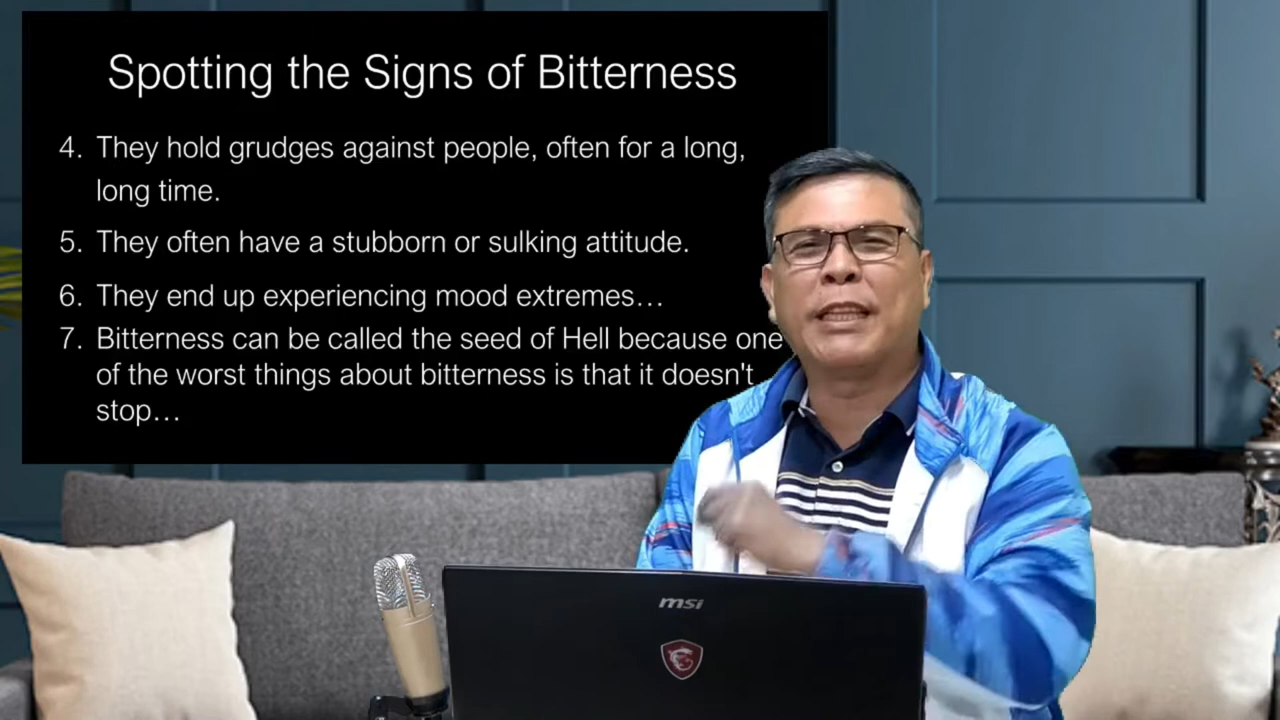 Spotting the Signs of Bitterness
4. They hold grudges against people, often for a long,
long time.
5. They often have a stubborn or sulking attitude.
6. They end up experiencing mood extremes…
7. Bitterness can be called the seed of Hell because one
of the worst things about bitterness is that it doesn't
stop…
msi